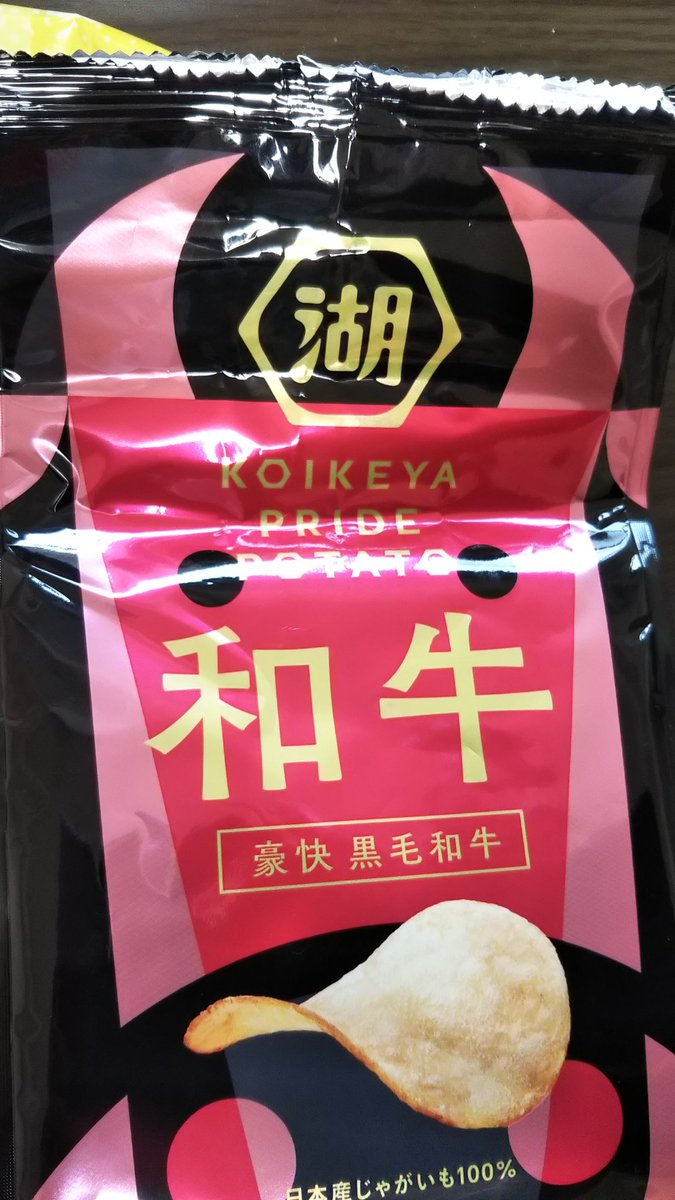 湖
KOIKEYA
PRIDE
POTATO
和牛
豪快 黒毛和牛
日本産じゃがいも100%